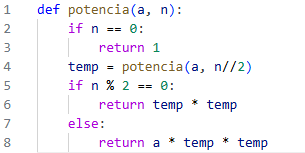 1 def potencia(a, n):
2     if n == 0:
3         return 1
4     temp = potencia(a, n//2)
5     if n % 2 == 0:
6         return temp * temp
7     else:
8         return a * temp * temp